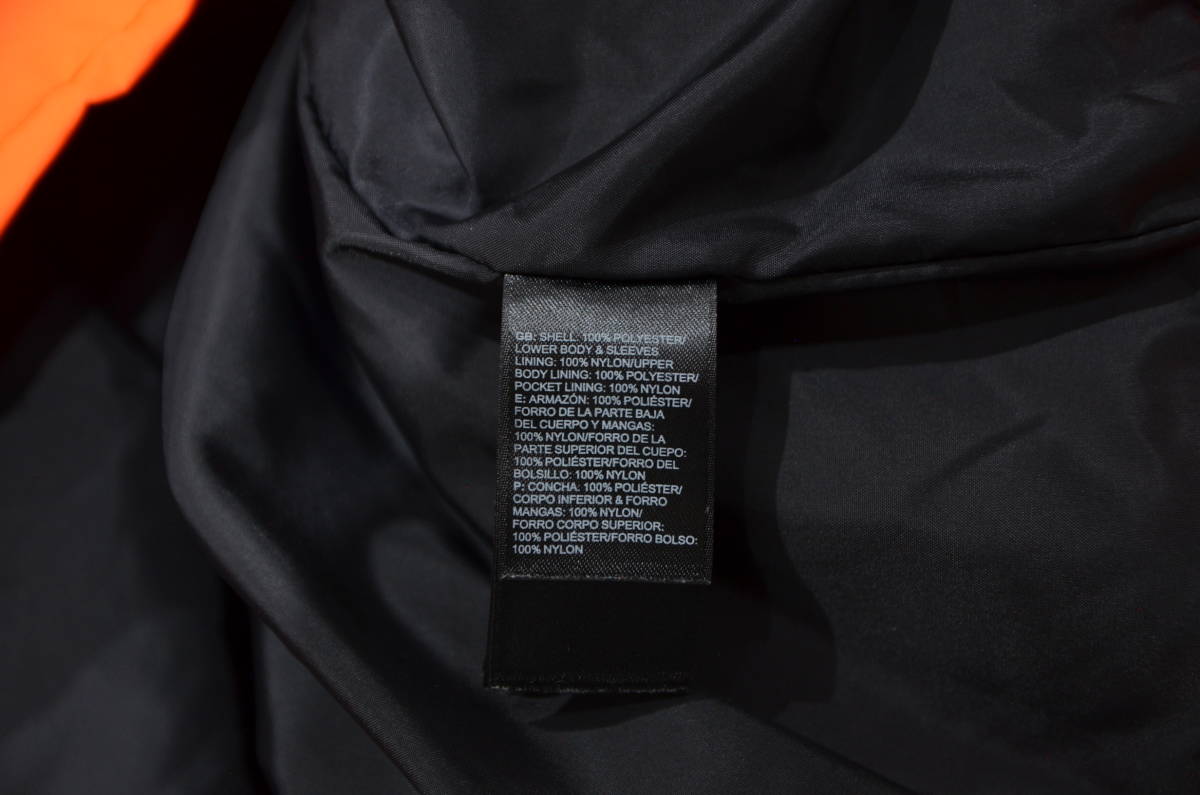 GB: SHELL: 100% POLYESTER/
LOWER BODY & SLEEVES
LINING: 100% NYLON/UPPER
BODY LINING: 100% POLYESTER/
POCKET LINING: 100% NYLON
E: ARMAZÓN: 100% POLIÉSTER/
FORRO DE LA PARTE BAJA
DEL CUERPO Y MANGAS:
100% NYLON/FORRO DE LA
PARTE SUPERIOR DEL CUEPO:
100% POLIÉSTER/FORRO DEL
BOLSILLO: 100% NYLON
P: CONCHA: 100% POLIÉSTER/
CORPO INFERIOR & FORRO
MANGAS: 100% NYLON/
FORRO CORPO SUPERIOR:
100% POLIÉSTER/FORRO BOLSO:
100% NYLON